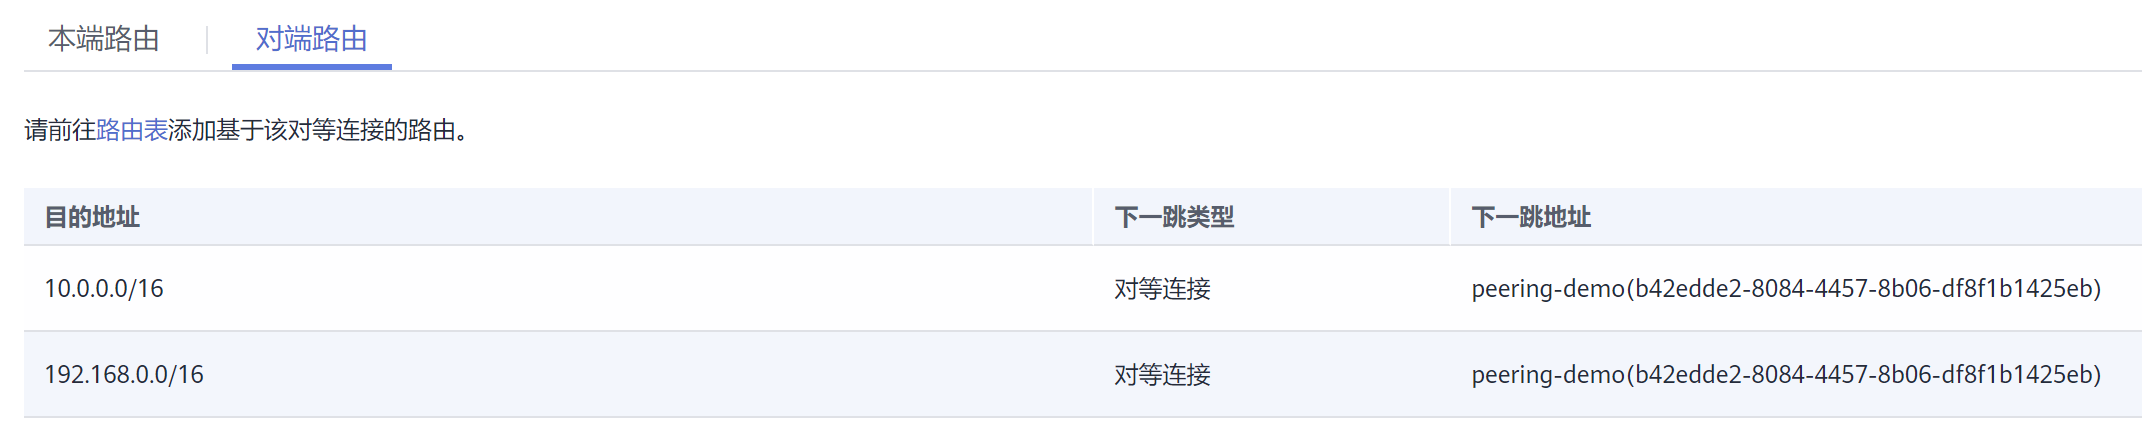 本端路由 对端路由
请前往路由表添加基于该对等连接的路由。
目的地址 下一跳类型 下一跳地址
10.0.0.0/16 对等连接 peering-demo(b42edde2-8084-4457-8b06-df8f1b1425eb)
192.168.0.0/16 对等连接 peering-demo(b42edde2-8084-4457-8b06-df8f1b1425eb)